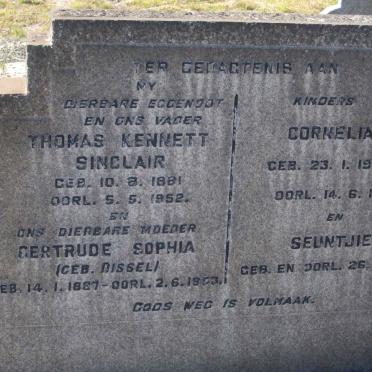 TER GEDAGTENIS AAN
MY
DIERBARE EGGENOOT
EN ONS VADER
THOMAS KENNETT
SINCLAIR
GEB. 10. 8. 1881
OORL. 5. 5. 1952.
EN
ONS DIERBARE MOEDER
GERTRUDE SOPHIA
(GEB. BISSEL)
GEB. 14. 1. 1887-OORL. 2. 6. 1963.
KINDERS
CORNELIA
GEB. 23. 1. 19
OORL. 14. 6.
EN
SEUNTJIE
GEB. EN OORL. 26.
GODS WEG IS VOLMAAK.